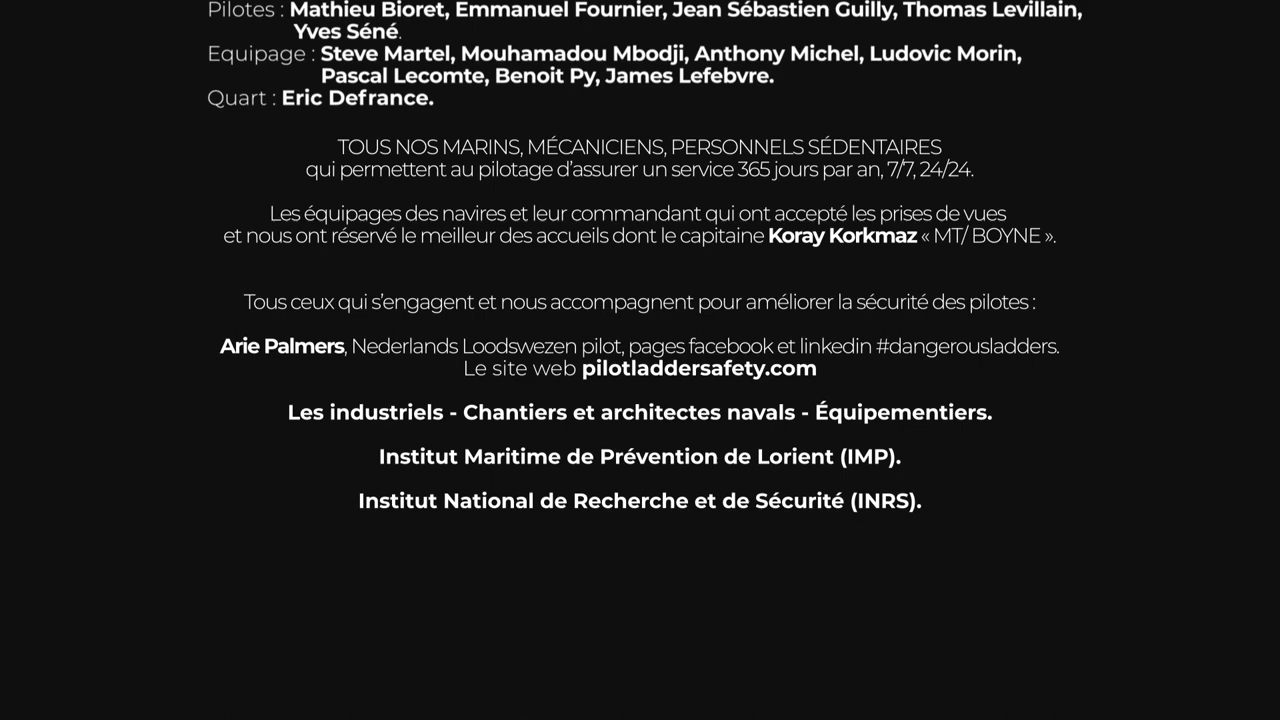 Pilotes : Mathieu Bioret, Emmanuel Fournier, Jean Sébastien Guilly, Thomas Levillain,
Yves Séné.
Equipage : Steve Martel, Mouhamadou Mbodji, Anthony Michel, Ludovic Morin,
Pascal Lecomte, Benoit Py, James Lefebvre.
Quart : Eric Defrance.
TOUS NOS MARINS, MÉCANICIENS, PERSONNELS SÉDENTAIRES
qui permettent au pilotage d’assurer un service 365 jours par an, 7/7, 24/24.
Les équipages des navires et leur commandant qui ont accepté les prises de vues
et nous ont réservé le meilleur des accueils dont le capitaine Koray Korkmaz « MT/ BOYNE ».
Tous ceux qui s’engagent et nous accompagnent pour améliorer la sécurité des pilotes :
Arie Palmers, Nederlands Loodswezen pilot, pages facebook et linkedin #dangerousladders.
Le site web pilotladdersafety.com
Les industriels - Chantiers et architectes navals - Équipementiers.
Institut Maritime de Prévention de Lorient (IMP).
Institut National de Recherche et de Sécurité (INRS).